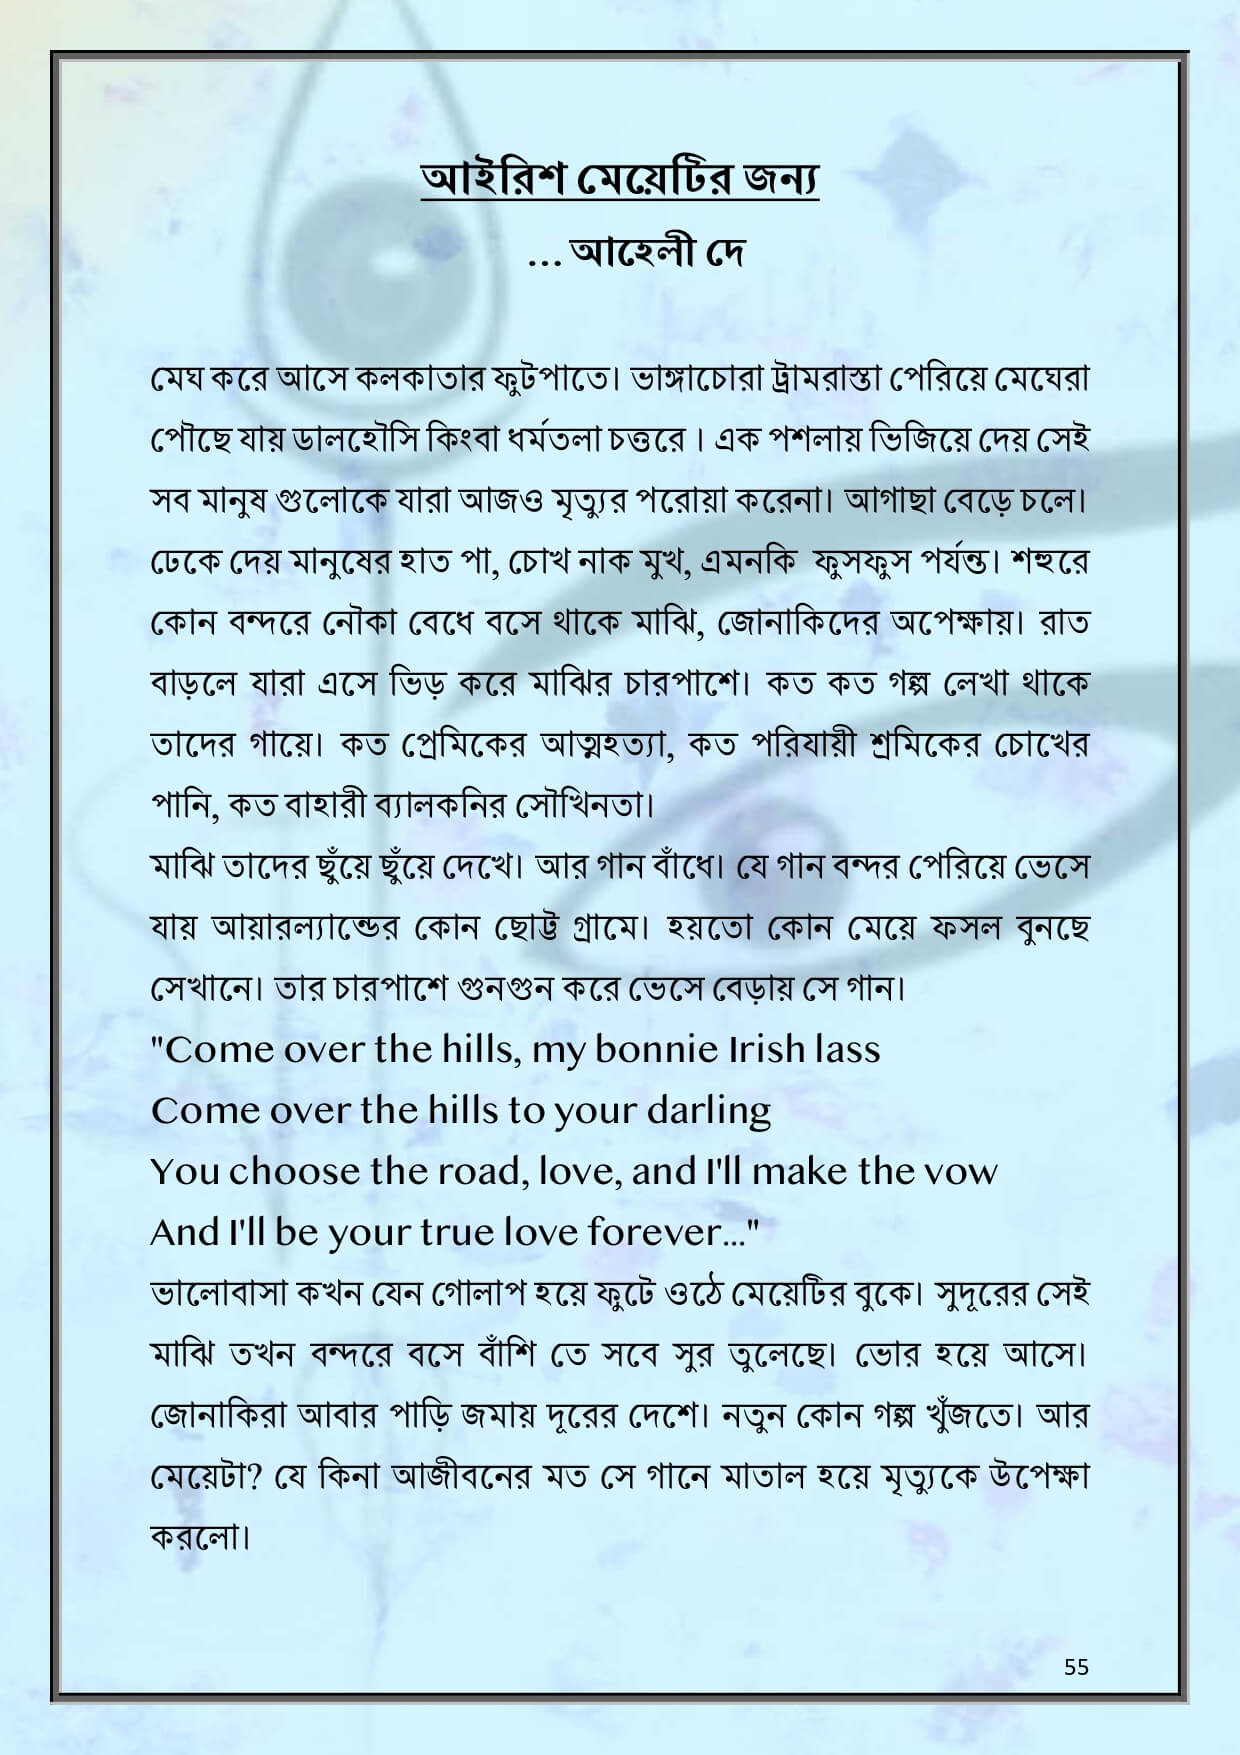 আইরিশ মেয়েটির জন্য
... আহেলী দে
মেঘ করে আসে কলকাতার ফুটপাতে। ভাঙ্গাচোরা ট্রামরাস্তা পেরিয়ে মেঘেরা
পৌছে যায় ডালহৌসি কিংবা ধর্মতলা চত্তরে । এক পশলায় ভিজিয়ে দেয় সেই
সব মানুষ গুলোকে যারা আজও মৃত্যুর পরোয়া করেনা। আগাছা বেড়ে চলে।
ঢেকে দেয় মানুষের হাত পা, চোখ নাক মুখ, এমনকি ফুসফুস পর্যন্ত। শহুরে
কোন বন্দরে নৌকা বেধে বসে থাকে মাঝি, জোনাকিদের অপেক্ষায়। রাত
বাড়লে যারা এসে ভিড় করে মাঝির চারপাশে। কত কত গল্প লেখা থাকে
তাদের গায়ে। কত প্রেমিকের আত্মহত্যা, কত পরিযায়ী শ্রমিকের চোখের
পানি, কত বাহারী ব্যালকনির সৌখিনতা।
মাঝি তাদের ছুঁয়ে ছুঁয়ে দেখে। আর গান বাঁধে। যে গান বন্দর পেরিয়ে ভেসে
যায় আয়ারল্যান্ডের কোন ছোট্ট গ্রামে। হয়তো কোন মেয়ে ফসল বুনছে
সেখানে। তার চারপাশে গুনগুন করে ভেসে বেড়ায় সে গান।
"Come over the hills, my bonnie Irish lass
Come over the hills to your darling
You choose the road, love, and I'll make the vow
And I'll be your true love forever..."
ভালোবাসা কখন যেন গোলাপ হয়ে ফুটে ওঠে মেয়েটির বুকে। সুদূরের সেই
মাঝি তখন বন্দরে বসে বাঁশি তে সবে সুর তুলেছে। ভোর হয়ে আসে।
জোনাকিরা আবার পাড়ি জমায় দূরের দেশে। নতুন কোন গল্প খুঁজতে। আর
মেয়েটা? যে কিনা আজীবনের মত সে গানে মাতাল হয়ে মৃত্যুকে উপেক্ষা
করলো।
55